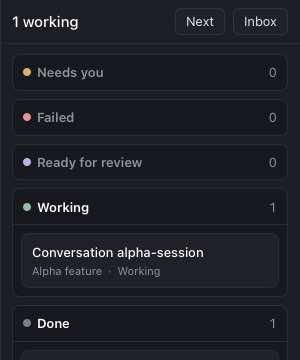 1 working Next Inbox
Needs you 0
Failed 0
Ready for review 0
Working 1
Conversation alpha-session
Alpha feature · Working
Done 1